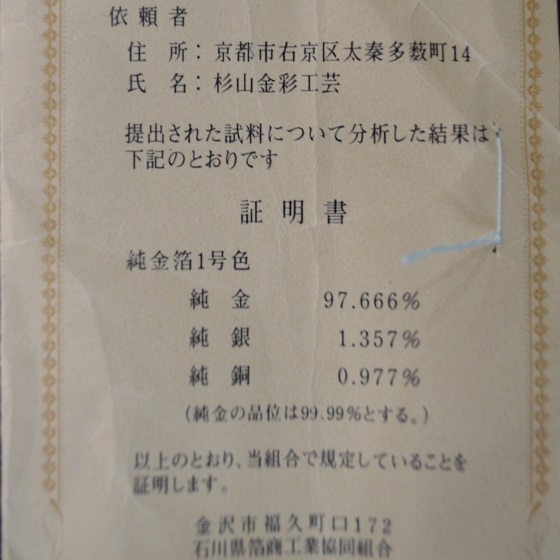 依頼者
住 所：京都市右京区太秦多薮町14
氏 名：杉山金彩工芸
提出された試料について分析した結果は、
下記のとおりです
証明書
純金箔1号色
純 金 97.666%
純 銀 1.357%
純 銅 0.977%
(純金の品位は99.99%とする。)
以上のとおり、当組合で規定していることを
証明します。
金沢市福久町口172
石川県箔商工業協同組合